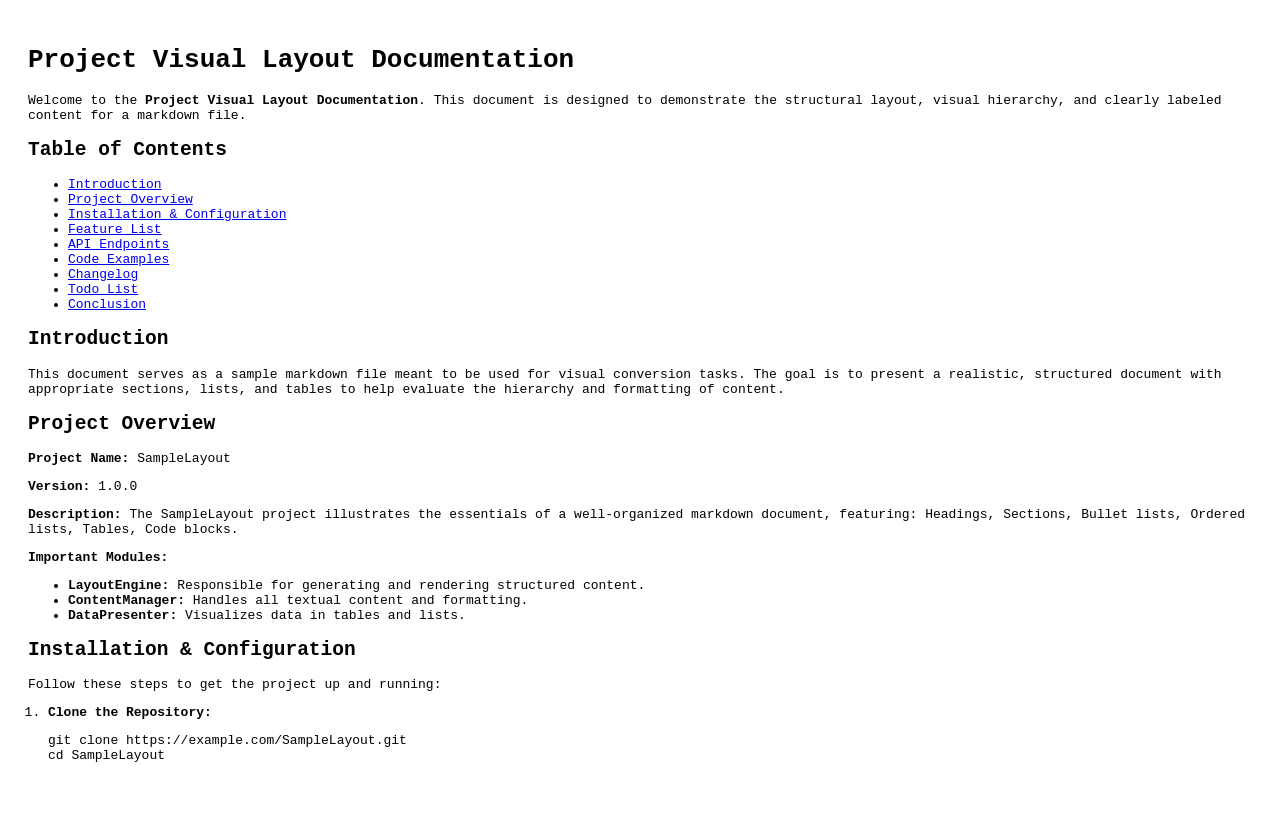 Project Visual Layout Documentation
Welcome to the Project Visual Layout Documentation. This document is designed to demonstrate the structural layout, visual hierarchy, and clearly labeled
content for a markdown file.
Table of Contents
• Introduction
• Project Overview
• Installation & Configuration
• Feature List
• API Endpoints
• Code Examples
• Changelog
• Todo List
• Conclusion
Introduction
This document serves as a sample markdown file meant to be used for visual conversion tasks. The goal is to present a realistic, structured document with
appropriate sections, lists, and tables to help evaluate the hierarchy and formatting of content.
Project Overview
Project Name: SampleLayout
Version: 1.0.0
Description: The SampleLayout project illustrates the essentials of a well-organized markdown document, featuring: Headings, Sections, Bullet lists, Ordered
lists, Tables, Code blocks.
Important Modules:
• LayoutEngine: Responsible for generating and rendering structured content.
• ContentManager: Handles all textual content and formatting.
• DataPresenter: Visualizes data in tables and lists.
Installation & Configuration
Follow these steps to get the project up and running:
1. Clone the Repository:
git clone https://example.com/SampleLayout.git
cd SampleLayout